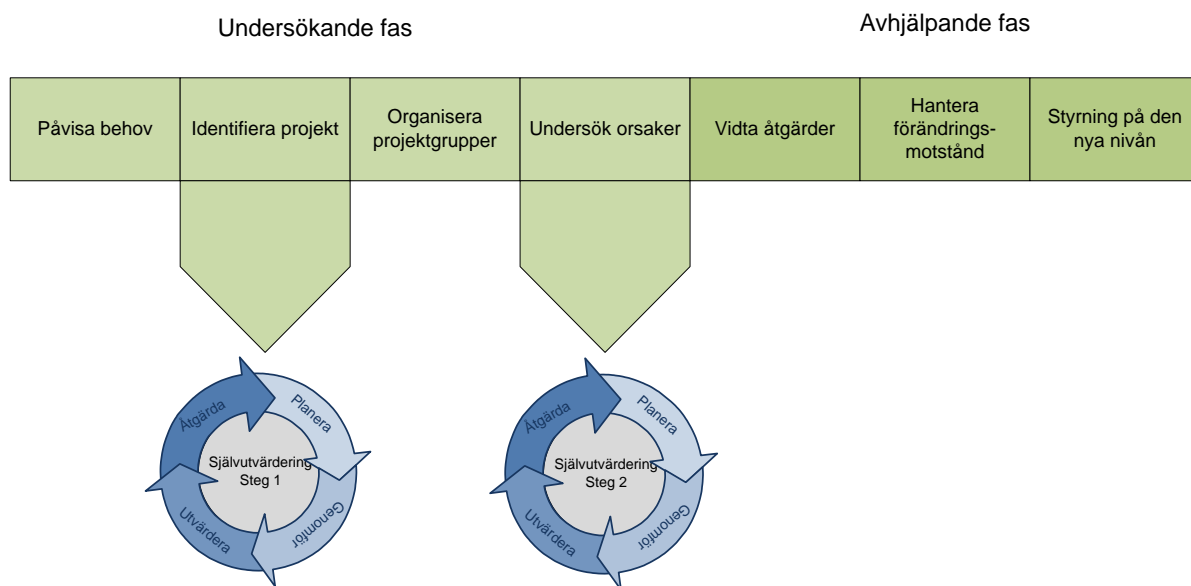 Undersökande fas
Avhjälpande fas
Påvisa behov
Identifiera projekt
Organisera
projektgrupper
Undersök orsaker
Vidta åtgärder
Hantera
förändrings-
motstånd
Styrning på den
nya nivån
Åtgärda
Planera
Självutvärdering
Steg 1
Utvärdera
Genomför
Åtgärda
Planera
Självutvärdering
Steg 2
Utvärdera
Genomför